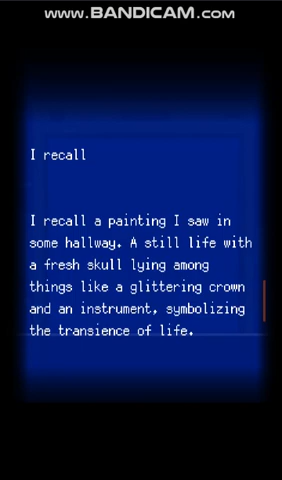 www.BANDICAM.com
I recall
I recall a painting I saw in
some hallway. A still life with
a fresh skull lying among
things like a glittering crown
and an instrument, symbolizing
the transience of life.